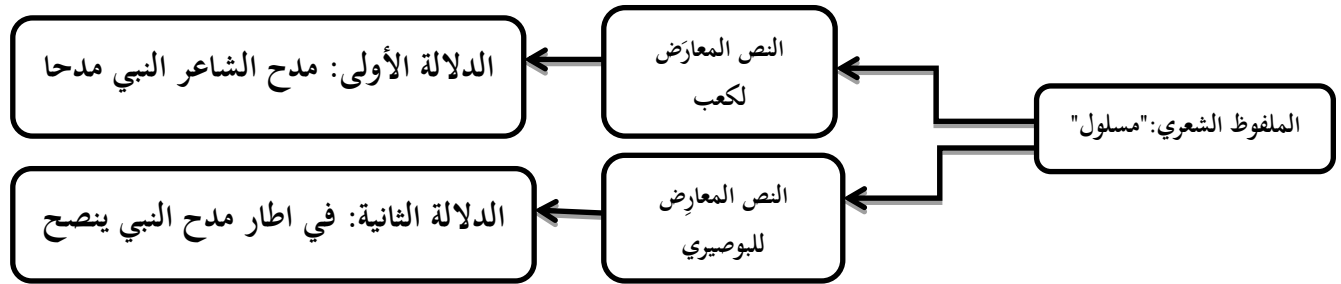 الملفوظ الشعري:"مسلول"
النص المعارَض
لكعب
الدلالة الأولى: مدح الشاعر النبي مدحا
النص المعارِض
للبوصيري
الدلالة الثانية: في اطار مدح النبي ينصح